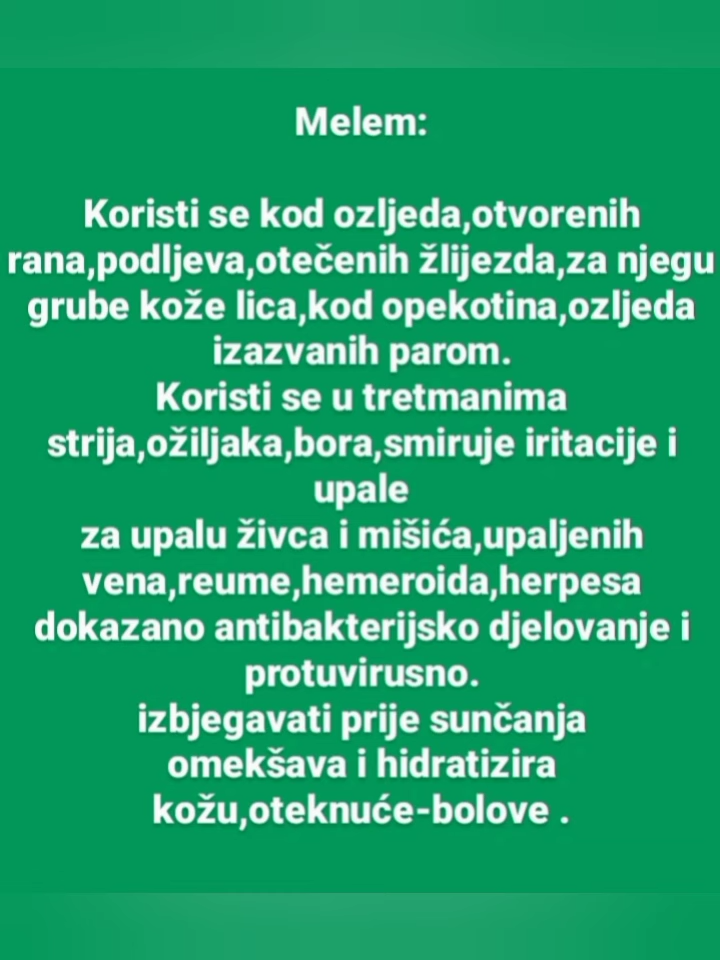 Melem:
Koristi se kod ozljeda,otvorenih
rana,podljeva,otečenih žlijezda,za njegu
grube kože lica,kod opekotina,ozljeda
izazvanih parom.
Koristi se u tretmanima
strija,ožiljaka,bora,smiruje iritacije i
upale
za upalu živca i mišića,upaljenih
vena,reume,hemeroida,herpesa
dokazano antibakterijsko djelovanje i
protuvirusno.
izbjegavati prije sunčanja
omekšava i hidratizira
kožu,oteknuće-bolove .